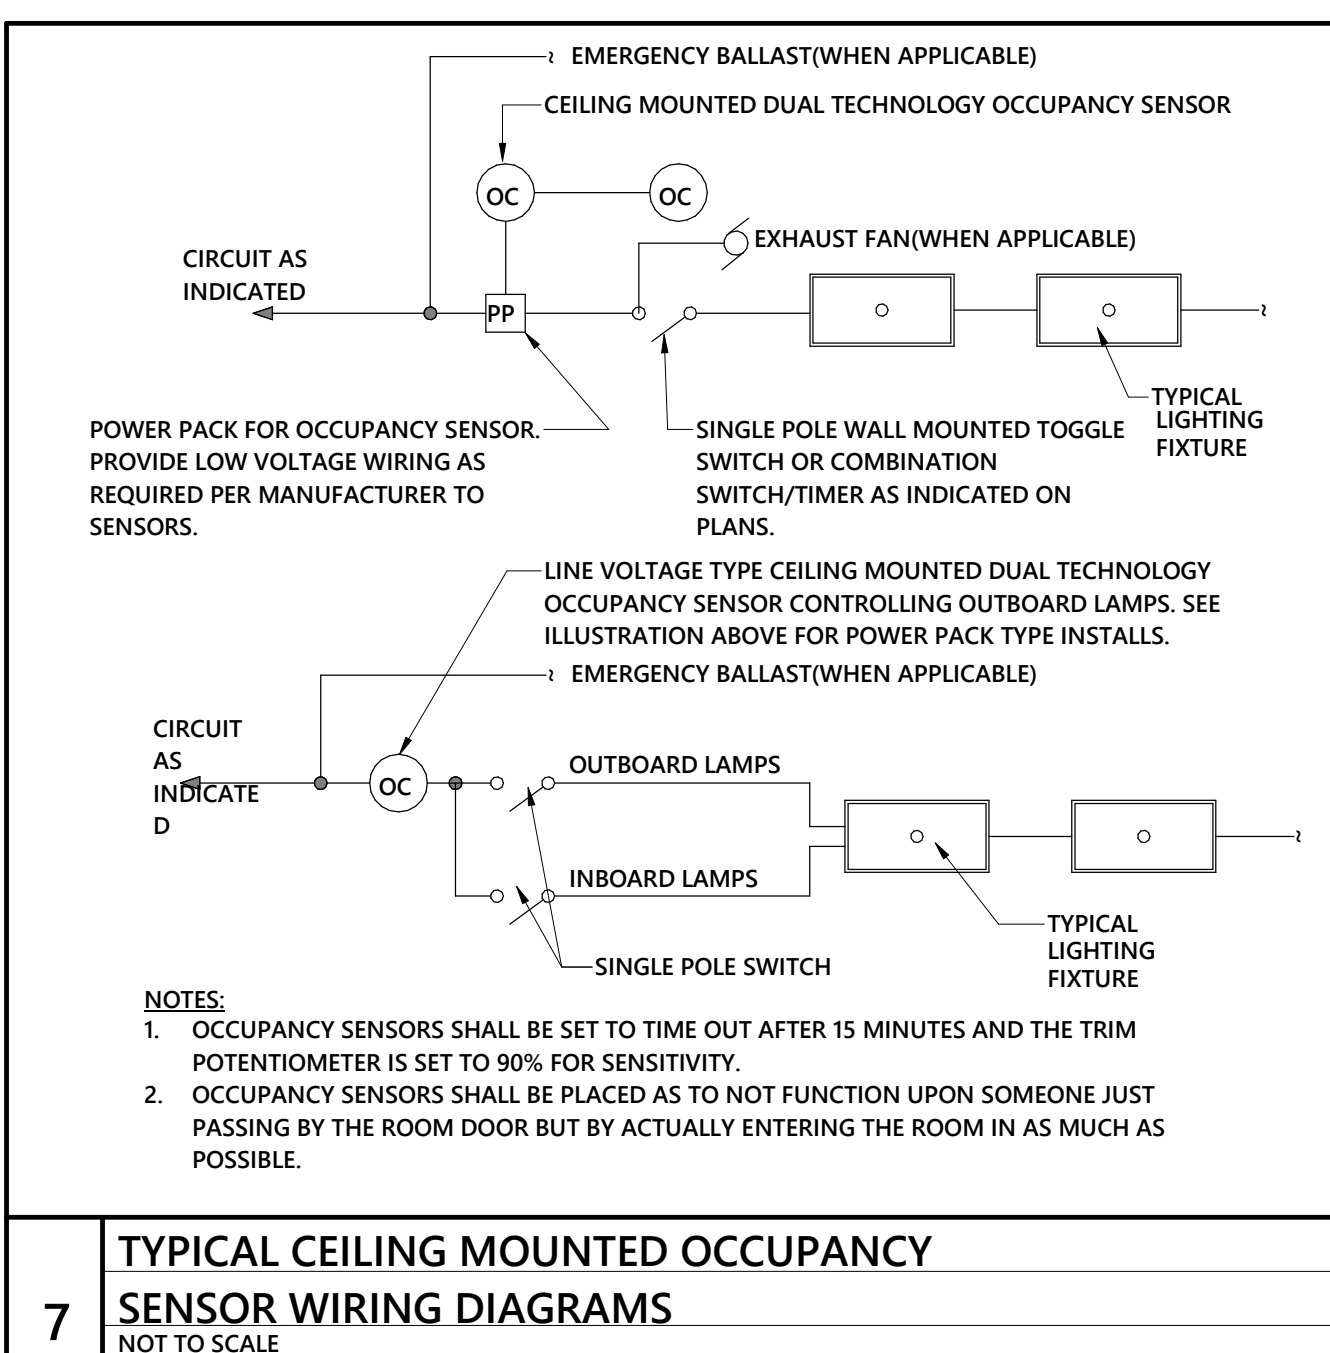 EMERGENCY BALLAST(WHEN APPLICABLE)
CEILING MOUNTED DUAL TECHNOLOGY OCCUPANCY SENSOR
OC
OC
EXHAUST FAN(WHEN APPLICABLE)
CIRCUIT AS
INDICATED
PP
TYPICAL
LIGHTING
FIXTURE
POWER PACK FOR OCCUPANCY SENSOR.
PROVIDE LOW VOLTAGE WIRING AS
REQUIRED PER MANUFACTURER TO
SENSORS.
SINGLE POLE WALL MOUNTED TOGGLE
SWITCH OR COMBINATION
SWITCH/TIMER AS INDICATED ON
PLANS.
LINE VOLTAGE TYPE CEILING MOUNTED DUAL TECHNOLOGY
OCCUPANCY SENSOR CONTROLLING OUTBOARD LAMPS. SEE
ILLUSTRATION ABOVE FOR POWER PACK TYPE INSTALLS.
EMERGENCY BALLAST(WHEN APPLICABLE)
CIRCUIT
AS
INDICATE
D
OC
OUTBOARD LAMPS
INBOARD LAMPS
TYPICAL
LIGHTING
FIXTURE
SINGLE POLE SWITCH
NOTES:
1. OCCUPANCY SENSORS SHALL BE SET TO TIME OUT AFTER 15 MINUTES AND THE TRIM
POTENTIOMETER IS SET TO 90% FOR SENSITIVITY.
2. OCCUPANCY SENSORS SHALL BE PLACED AS TO NOT FUNCTION UPON SOMEONE JUST
PASSING BY THE ROOM DOOR BUT BY ACTUALLY ENTERING THE ROOM IN AS MUCH AS
POSSIBLE.
7
TYPICAL CEILING MOUNTED OCCUPANCY
SENSOR WIRING DIAGRAMS
NOT TO SCALE